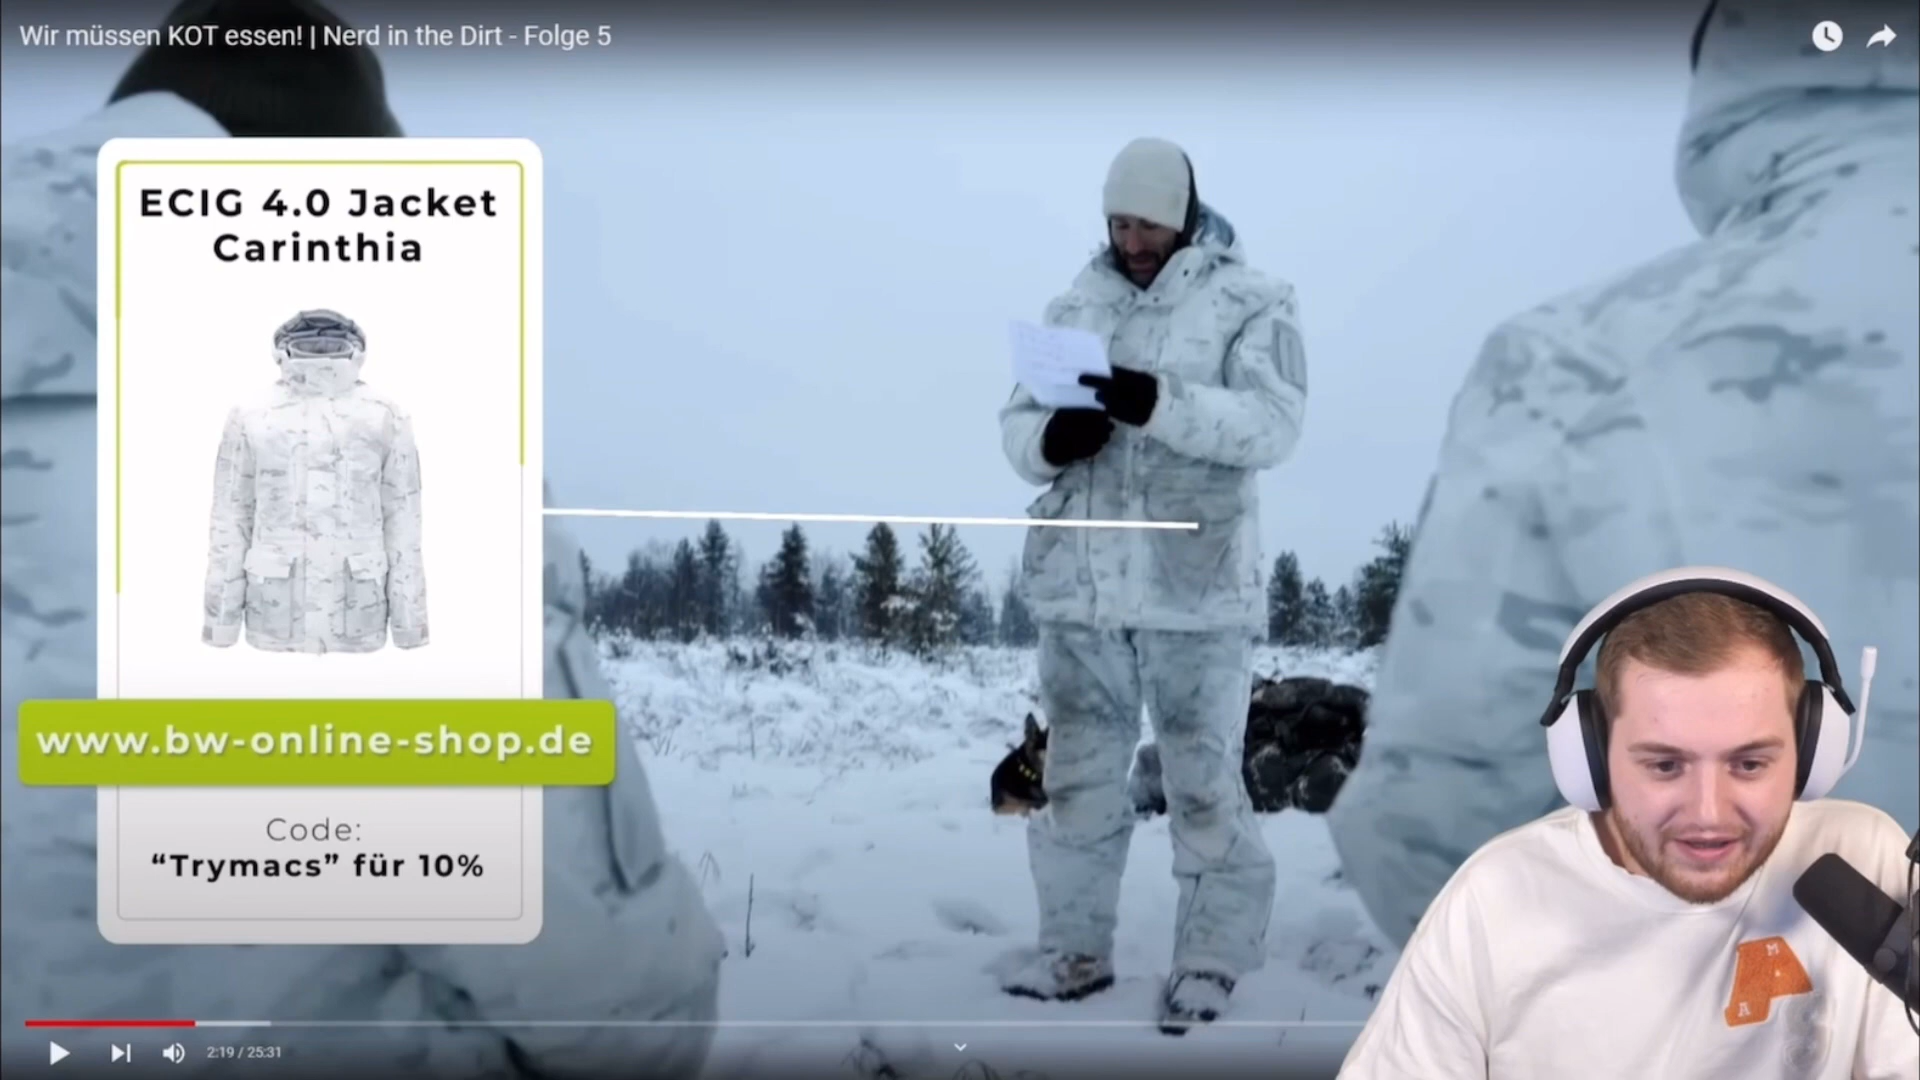 Wir müssen KOT essen! | Nerd in the Dirt - Folge 5
ECIG 4.0 Jacket
Carinthia
www.bw-online-shop.de
Code:
“Trymacs” für 10%
M
A
2:19 / 25:31